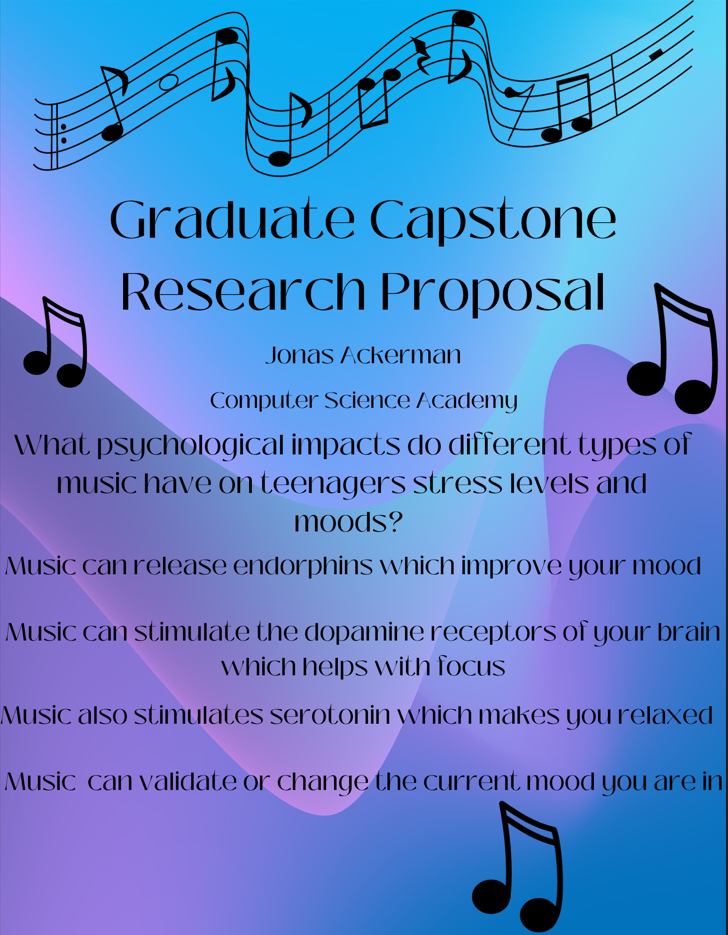 Graduate Capstone
Research Proposal
Jonas Ackerman
Computer Science Academy
What psychological impacts do different types of
music have on teenagers stress levels and
moods?
Music can release endorphins which improve your mood
Music can stimulate the dopamine receptors of your brain
which helps with focus
Music also stimulates serotonin which makes you relaxed
Music  can validate or change the current mood you are in